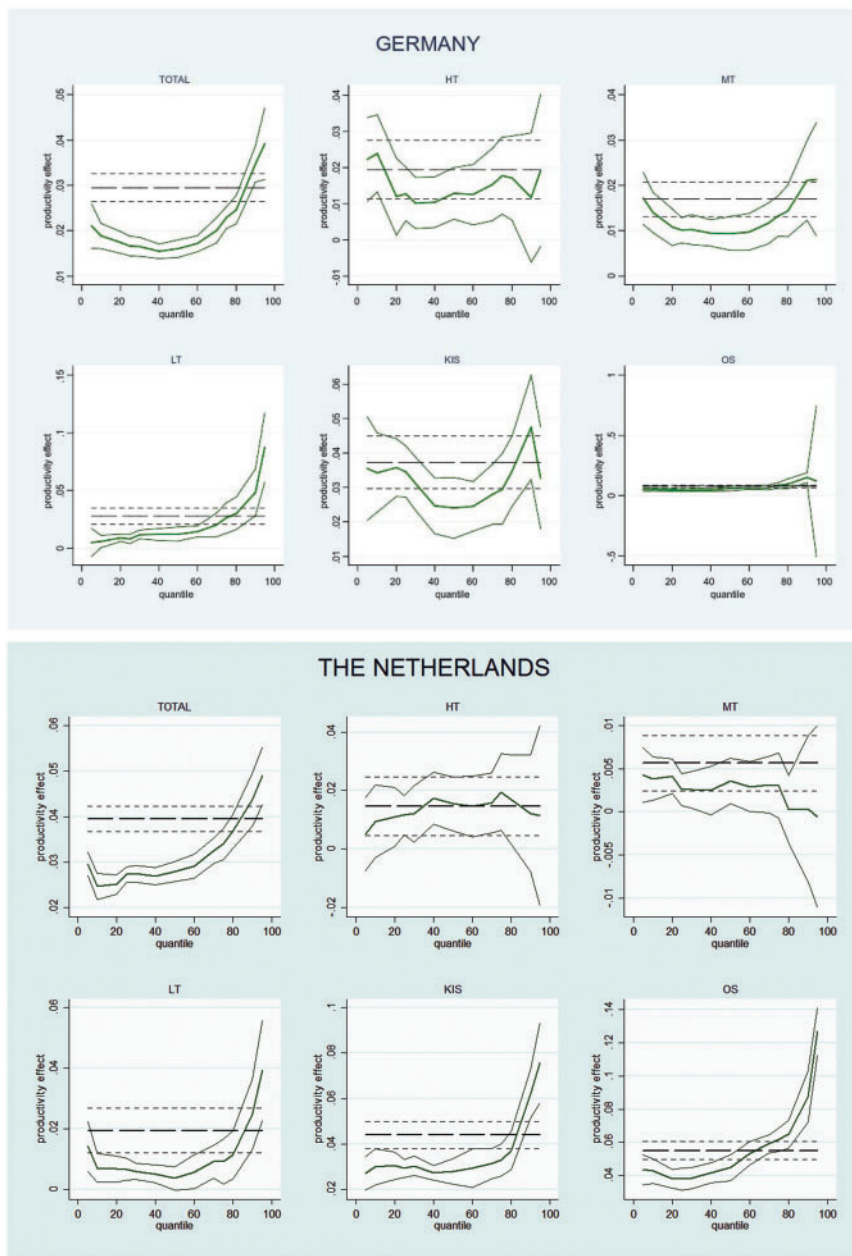 GERMANY
TOTAL
productivity effect
.05
.04
.03
.02
.01
0 20 40 60 80 100
quantile
HT
productivity effect
.04
.03
.02
.01
0
-.01
0 20 40 60 80 100
quantile
MT
productivity effect
.04
.03
.02
.01
0
0 20 40 60 80 100
quantile
LT
productivity effect
.15
.1
.05
0
0 20 40 60 80 100
quantile
KIS
productivity effect
.06
.05
.04
.03
.02
.01
0 20 40 60 80 100
quantile
OS
productivity effect
1
.5
0
-.5
0 20 40 60 80 100
quantile
THE NETHERLANDS
TOTAL
productivity effect
.06
.05
.04
.03
.02
0 20 40 60 80 100
quantile
HT
productivity effect
.04
.02
0
-.02
0 20 40 60 80 100
quantile
MT
productivity effect
.01
.005
0
-.005
-.01
0 20 40 60 80 100
quantile
LT
productivity effect
.06
.04
.02
0
0 20 40 60 80 100
quantile
KIS
productivity effect
.1
.08
.06
.04
.02
0 20 40 60 80 100
quantile
OS
productivity effect
.14
.12
.1
.08
.06
.04
0 20 40 60 80 100
quantile